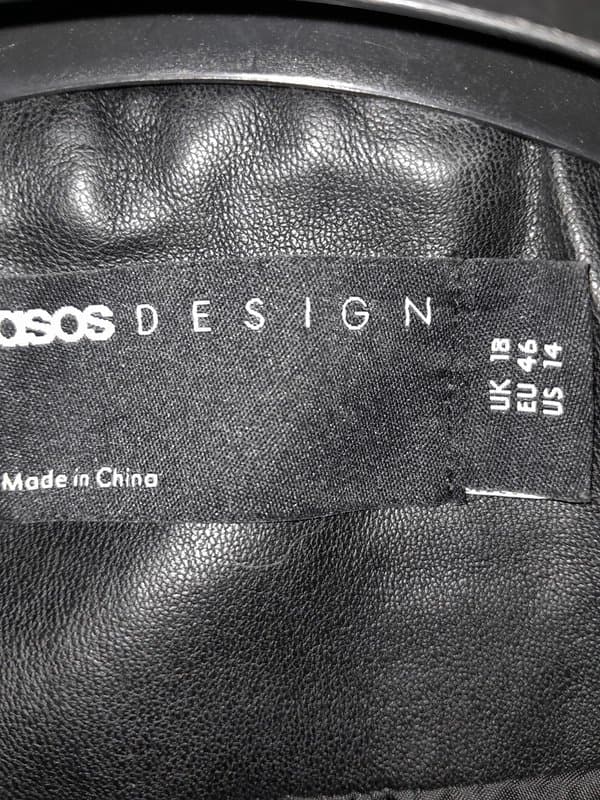 asos DESIGN
UK 18
EU 46
US 14
Made in China